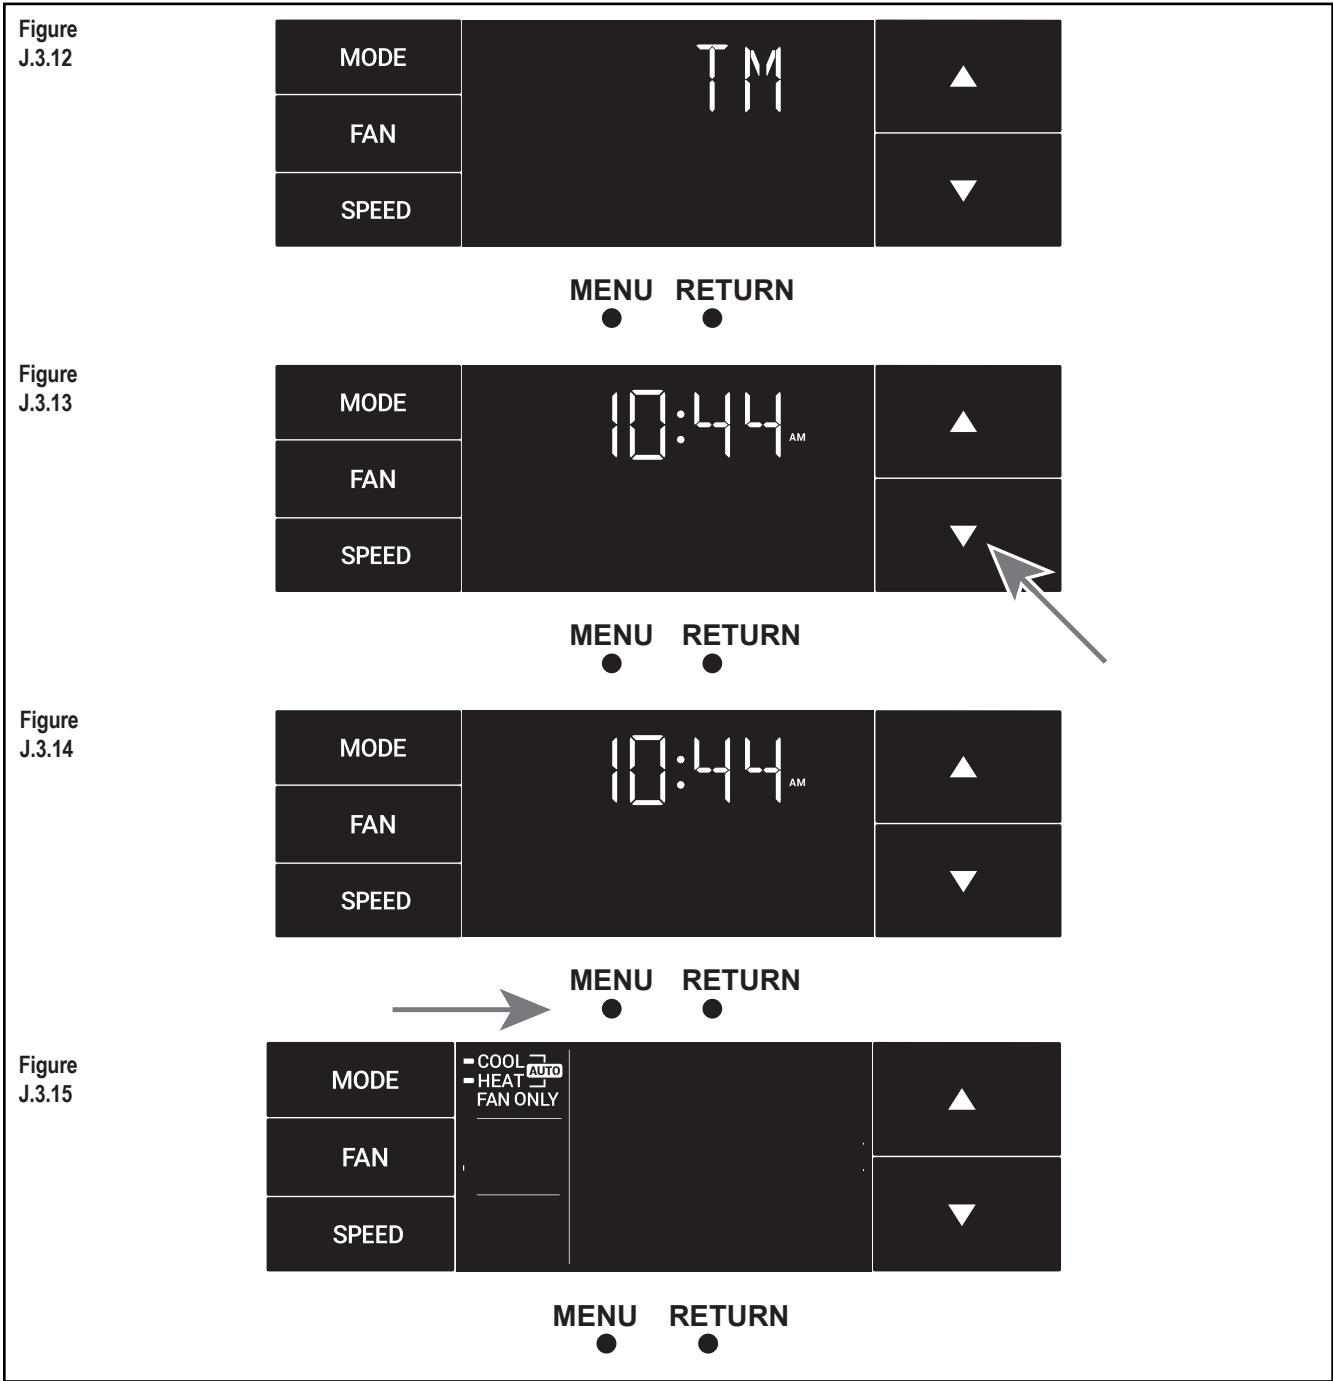 Figure
J.3.12
MODE
FAN
SPEED
TM
MENU RETURN
Figure
J.3.13
MODE
FAN
SPEED
10:44 AM
MENU RETURN
Figure
J.3.14
MODE
FAN
SPEED
10:44 AM
MENU RETURN
Figure
J.3.15
MODE
FAN
SPEED
COOL
HEAT
AUTO
FAN ONLY
MENU RETURN